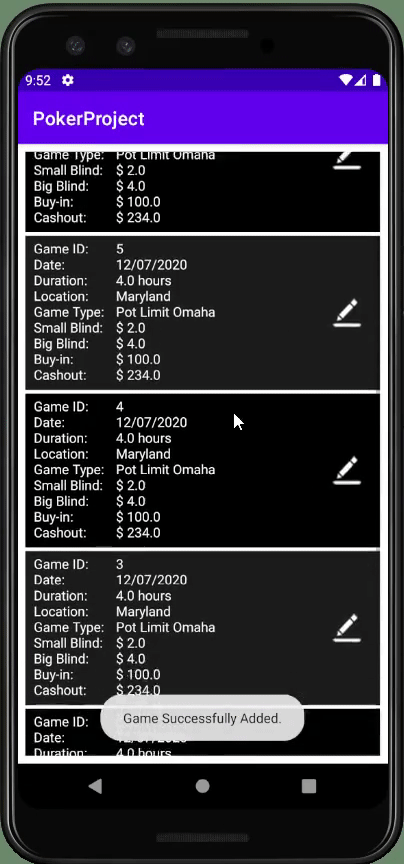 9:52
PokerProject
Game Type: Pot Limit Omaha
Small Blind: $ 2.0
Big Blind: $ 4.0
Buy-in: $ 100.0
Cashout: $ 234.0
Game ID: 5
Date: 12/07/2020
Duration: 4.0 hours
Location: Maryland
Game Type: Pot Limit Omaha
Small Blind: $ 2.0
Big Blind: $ 4.0
Buy-in: $ 100.0
Cashout: $ 234.0
Game ID: 4
Date: 12/07/2020
Duration: 4.0 hours
Location: Maryland
Game Type: Pot Limit Omaha
Small Blind: $ 2.0
Big Blind: $ 4.0
Buy-in: $ 100.0
Cashout: $ 234.0
Game ID: 3
Date: 12/07/2020
Duration: 4.0 hours
Location: Maryland
Game Type: Pot Limit Omaha
Small Blind: $ 2.0
Big Blind: $ 4.0
Buy-in: $ 100.0
Cashout: $ 234.0
Game Successfully Added.
Game ID:
Date: 12/07/2020
Duration: 4.0 hours